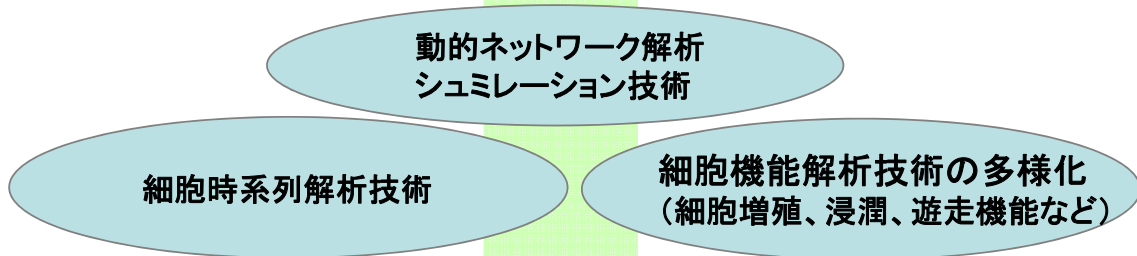 動的ネットワーク解析
シュミレーション技術
細胞時系列解析技術
細胞機能解析技術の多様化
（細胞増殖、浸潤、遊走機能など）